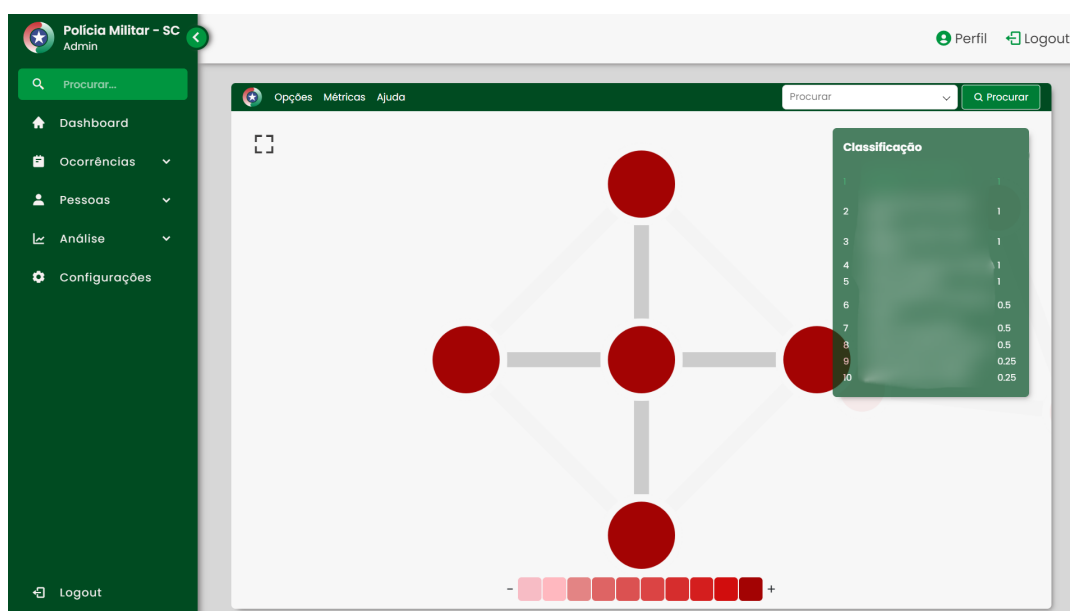 Polícia Militar - SC
Admin
Perfil
Logout
Procurar...
Dashboard
Ocorrências
Pessoas
Análise
Configurações
Logout
Opções Métricas Ajuda
Procurar
Procurar
Classificação
1 1
2 1
3 1
4 1
5 1
6 0.5
7 0.5
8 0.5
9 0.25
10 0.25
- +